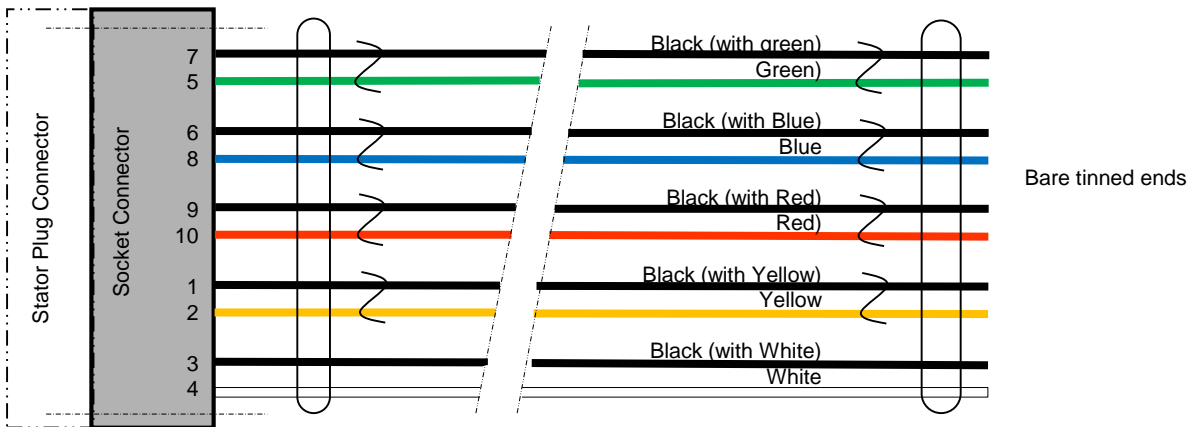 Stator Plug Connector
Socket Connector
7
Black (with green)
5
Green)
6
Black (with Blue)
8
Blue
9
Black (with Red)
10
Red)
1
Black (with Yellow)
2
Yellow
3
Black (with White)
4
White
Bare tinned ends